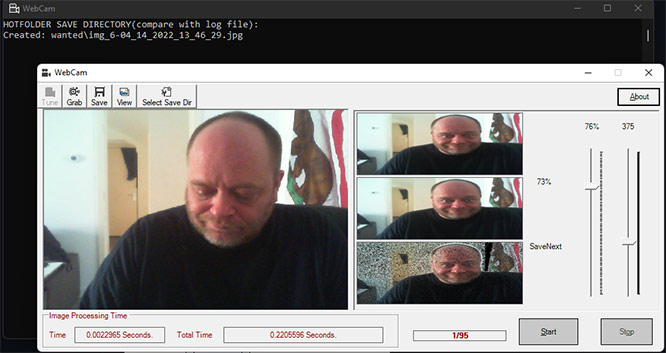 WebCam
HOTFOLDER SAVE DIRECTORY(compare with log file):
Created: wanted\img_6-04_14_2022_13_46_29.jpg
WebCam
Tune Grab Save View Select Save Dir
About
76% 375
73%
SaveNext
Image Processing Time
Time 0.0022965 Seconds. Total Time 0.2205596 Seconds.
1/95
Start Stop